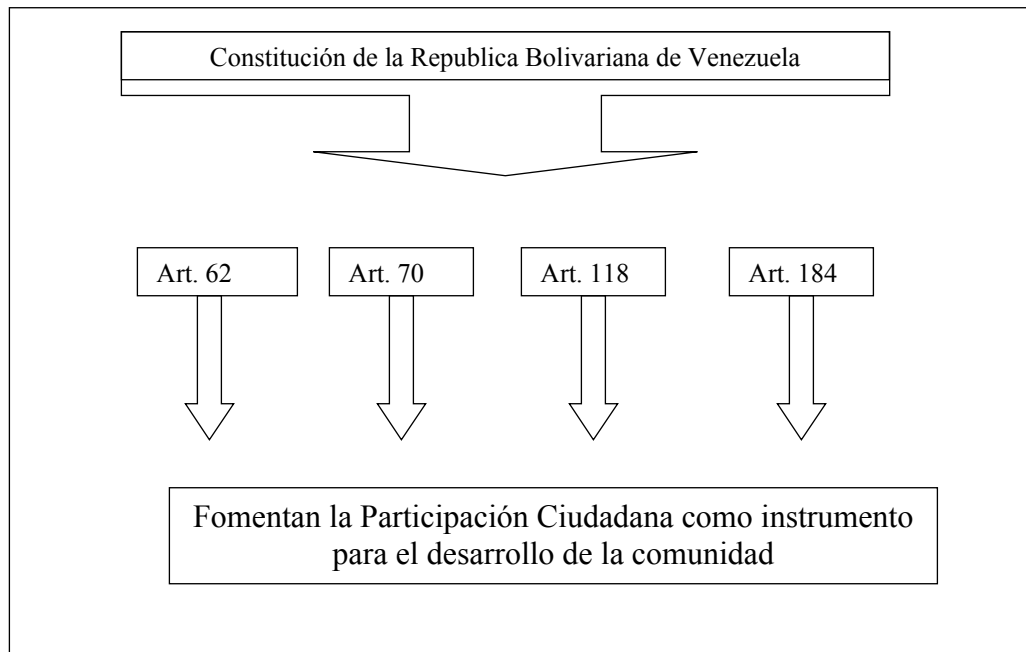 Constitución de la Republica Bolivariana de Venezuela
Art. 62
Art. 70
Art. 118
Art. 184
Fomentan la Participación Ciudadana como instrumento
para el desarrollo de la comunidad